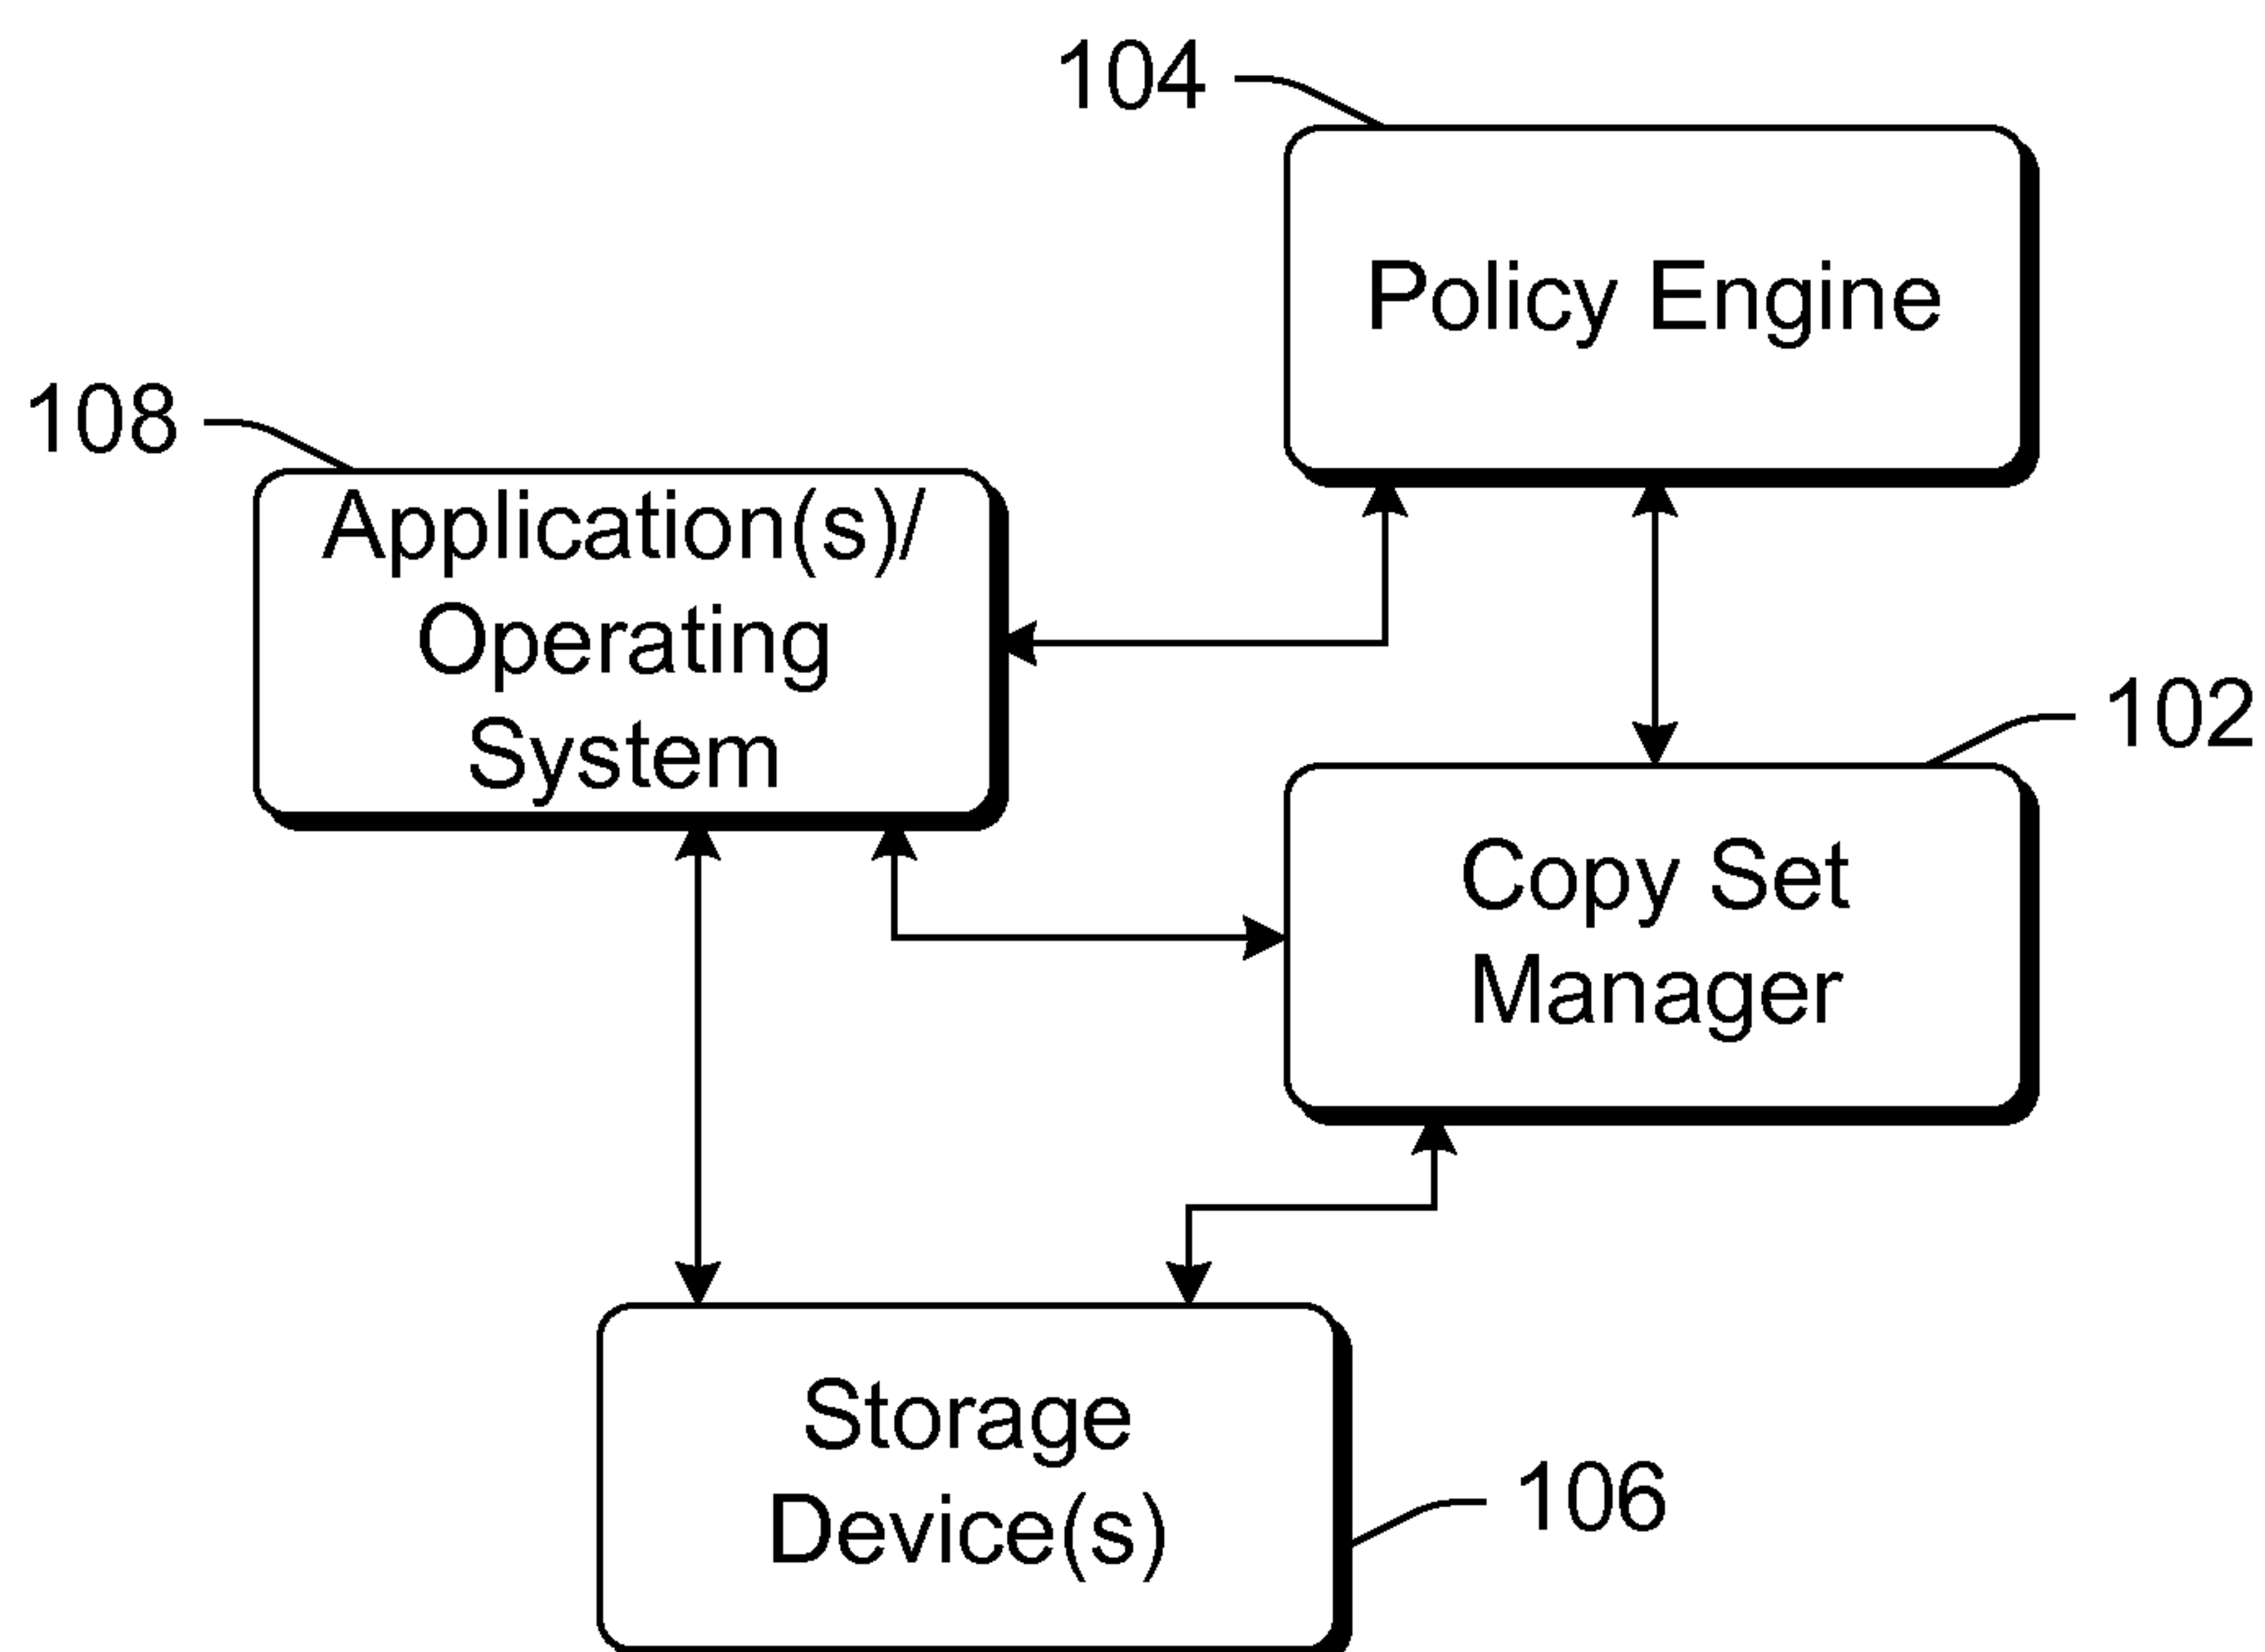 104
Policy Engine
108
Application(s)/
Operating
System
102
Copy Set
Manager
Storage
Device(s)
106